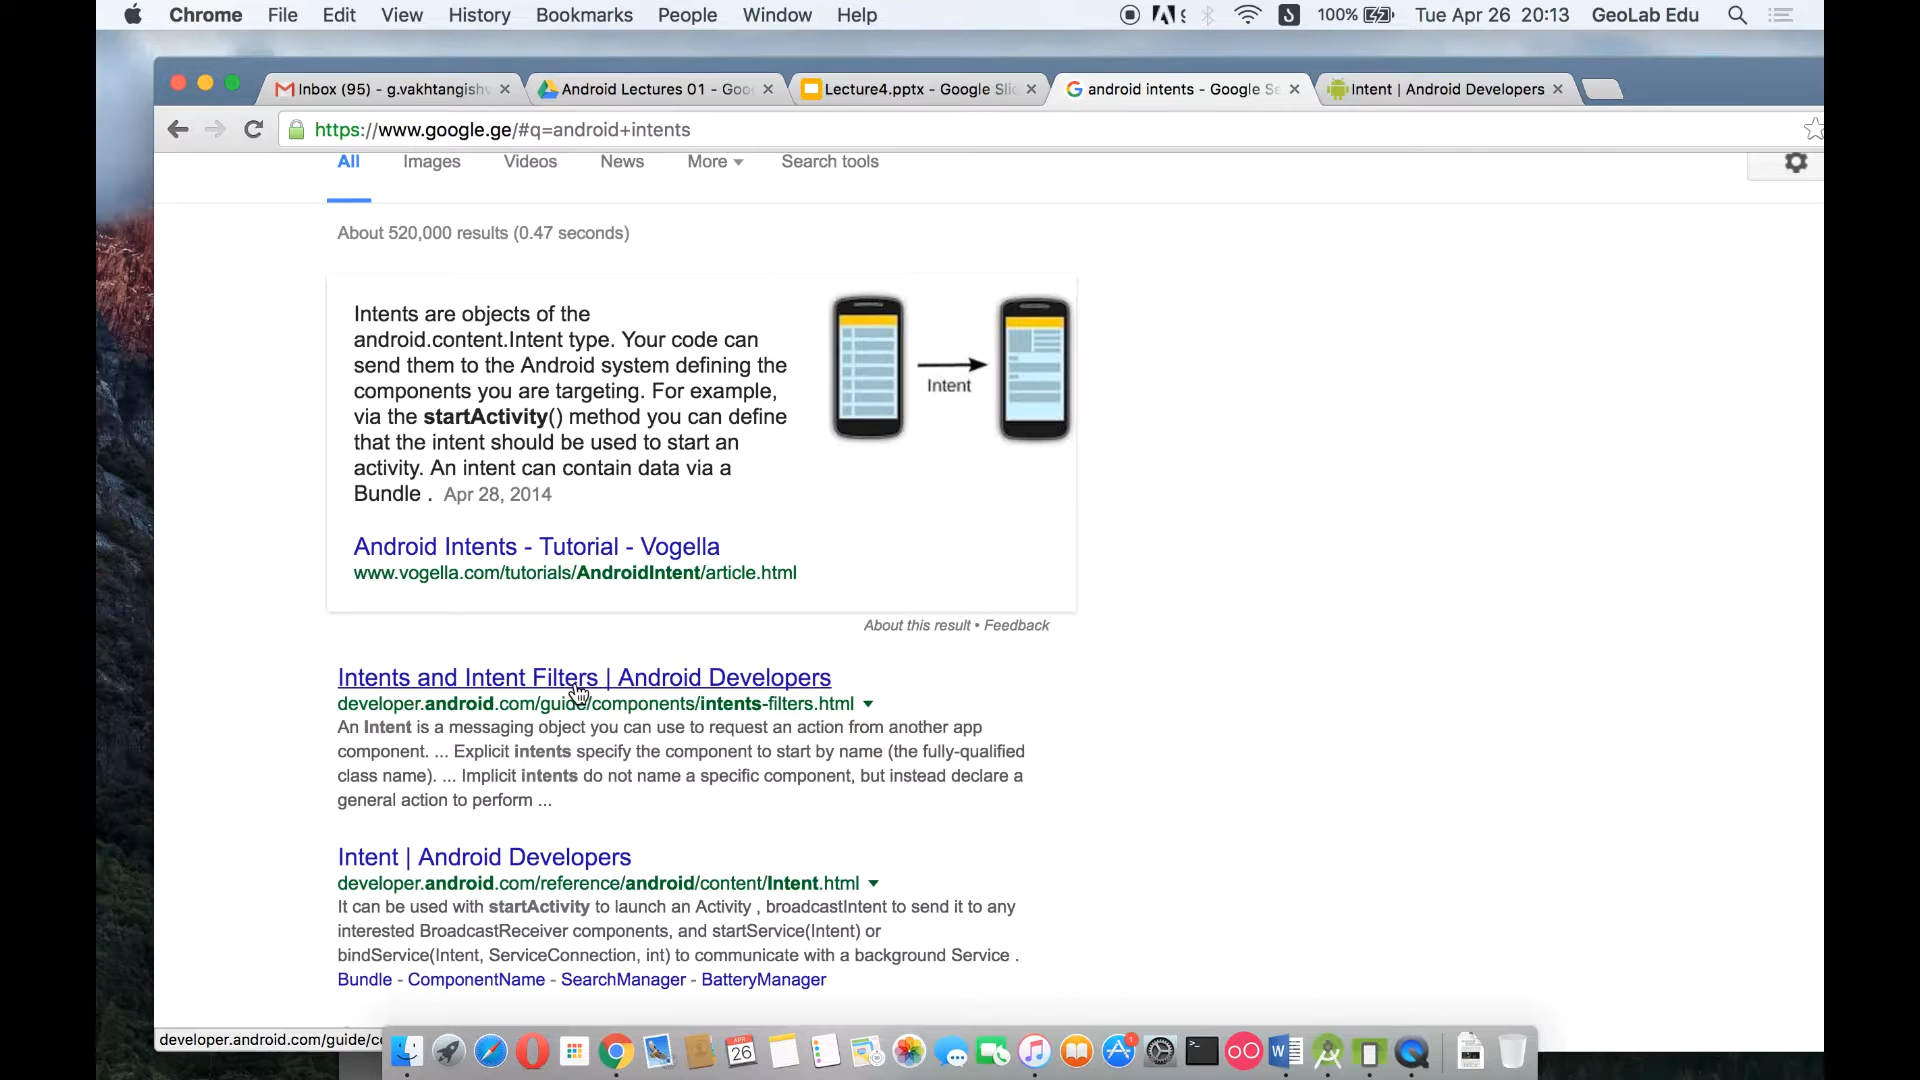 Chrome File Edit View History Bookmarks People Window Help 100% Tue Apr 26 20:13 GeoLab Edu
Inbox (95) - g.vakhtangishv Android Lectures 01 - Goo Lecture4.pptx - Google Slic android intents - Google Se Intent | Android Developers
https://www.google.ge/#q=android+intents
All Images Videos News More Search tools
About 520,000 results (0.47 seconds)
Intents are objects of the
android.content.Intent type. Your code can
send them to the Android system defining the
components you are targeting. For example,
via the startActivity() method you can define
that the intent should be used to start an
activity. An intent can contain data via a
Bundle . Apr 28, 2014
Intent
Android Intents - Tutorial - Vogella
www.vogella.com/tutorials/AndroidIntent/article.html
About this result • Feedback
Intents and Intent Filters | Android Developers
developer.android.com/guide/components/intents-filters.html
An Intent is a messaging object you can use to request an action from another app
component. ... Explicit intents specify the component to start by name (the fully-qualified
class name). ... Implicit intents do not name a specific component, but instead declare a
general action to perform ...
Intent | Android Developers
developer.android.com/reference/android/content/Intent.html
It can be used with startActivity to launch an Activity , broadcastIntent to send it to any
interested BroadcastReceiver components, and startService(Intent) or
bindService(Intent, ServiceConnection, int) to communicate with a background Service .
Bundle - ComponentName - SearchManager - BatteryManager
developer.android.com/guide/co
APR
26
1
W